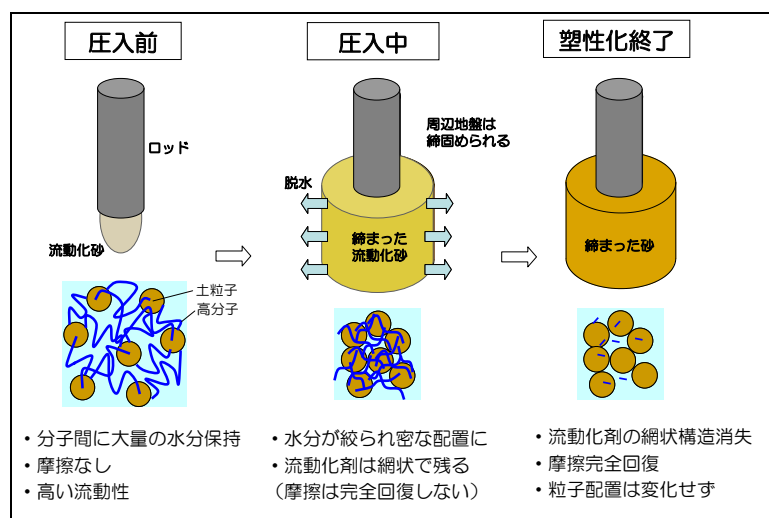 圧入前
圧入中
塑性化終了
ロッド
流動化砂
周辺地盤は
締固められる
脱水
締まった
流動化砂
締まった砂
土粒子
高分子
・分子間に大量の水分保持
・摩擦なし
・高い流動性
・水分が絞られ密な配置に
・流動化剤は網状で残る
（摩擦は完全回復しない）
・流動化剤の網状構造消失
・摩擦完全回復
・粒子配置は変化せず